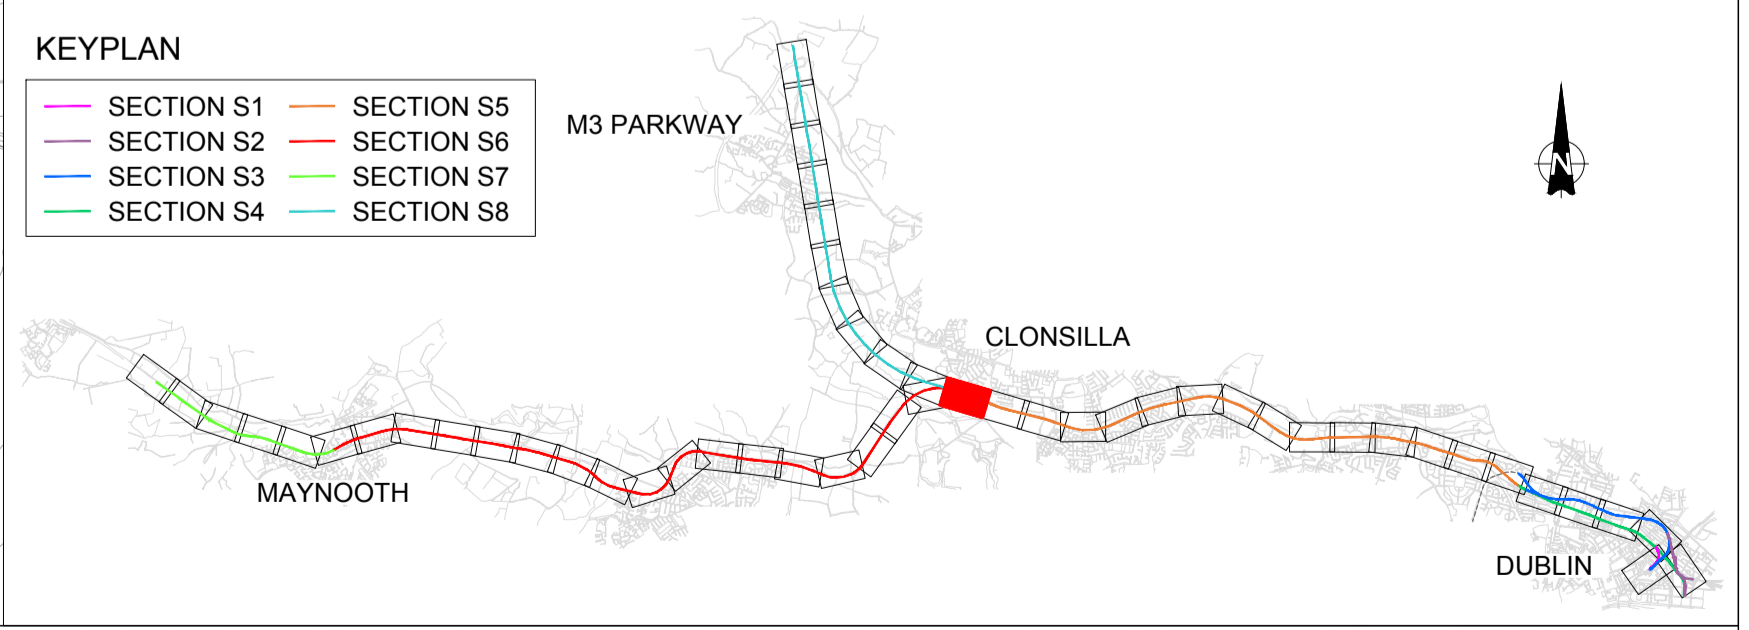 KEYPLAN
SECTION S1 SECTION S5
SECTION S2 SECTION S6
SECTION S3 SECTION S7
SECTION S4 SECTION S8
M3 PARKWAY
N
CLONSILLA
MAYNOOTH
DUBLIN